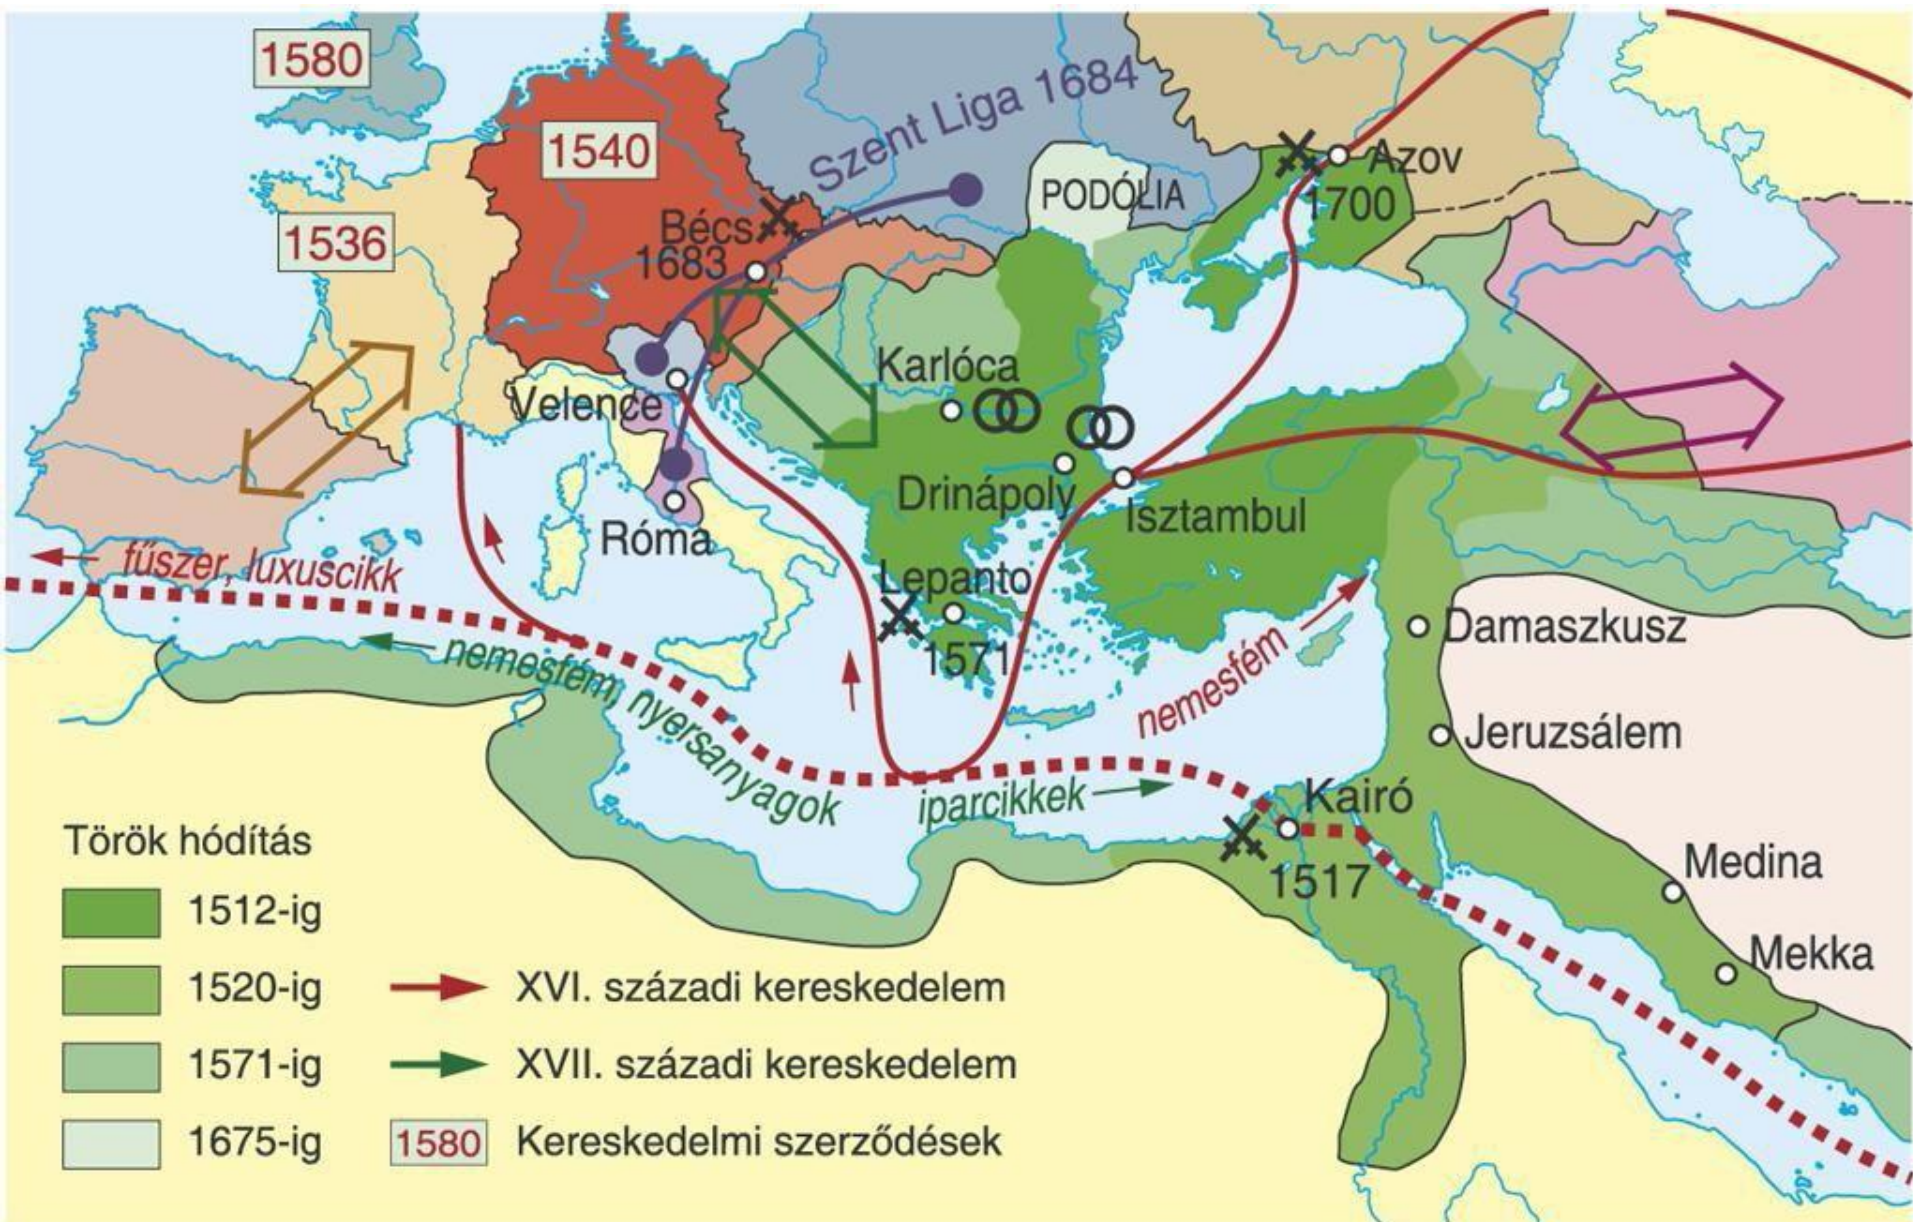 1580
1540
1536
Szent Liga 1684
PODÓLIA
Azov
1700
Bécs
1683
Karlóca
Velence
Drinápoly
Isztambul
Róma
fűszer, luxuscikk
Lepanto
1571
nemesfém, nyersanyagok
nemesfém
iparcikkek
Damaszkusz
Jeruzsálem
Kairó
1517
Medina
Mekka
Török hódítás
1512-ig
1520-ig
1571-ig
1675-ig
XVI. századi kereskedelem
XVII. századi kereskedelem
1580 Kereskedelmi szerződések